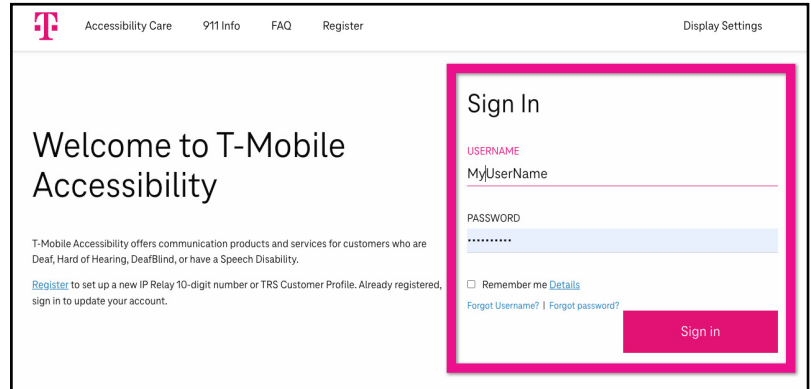 T
Accessibility Care 911 Info FAQ Register Display Settings
Welcome to T-Mobile
Accessibility
T-Mobile Accessibility offers communication products and services for customers who are
Deaf, Hard of Hearing, DeafBlind, or have a Speech Disability.
Register to set up a new IP Relay 10-digit number or TRS Customer Profile. Already registered,
sign in to update your account.
Sign In
USERNAME
MyUserName
PASSWORD
••••••••••
Remember me Details
Forgot Username? | Forgot password?
Sign in